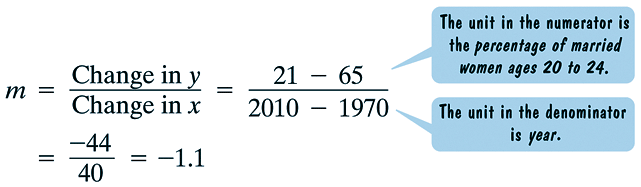 m = Change in y / Change in x = 21 − 65 / 2010 − 1970
The unit in the numerator is
the percentage of married
women ages 20 to 24.
The unit in the denominator
is year.
= −44 / 40 = −1.1